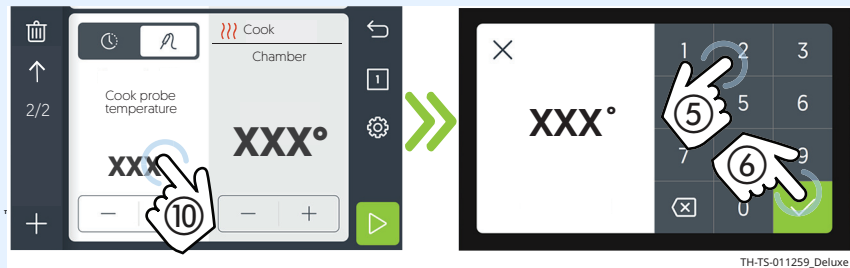 Cook
Chamber
2/2
1
Cook probe
temperature
XXX
XXX°
− + − +
10
XXX°
1 2 3
5 5 6
7 6 9
0
TH-TS-011259_Deluxe